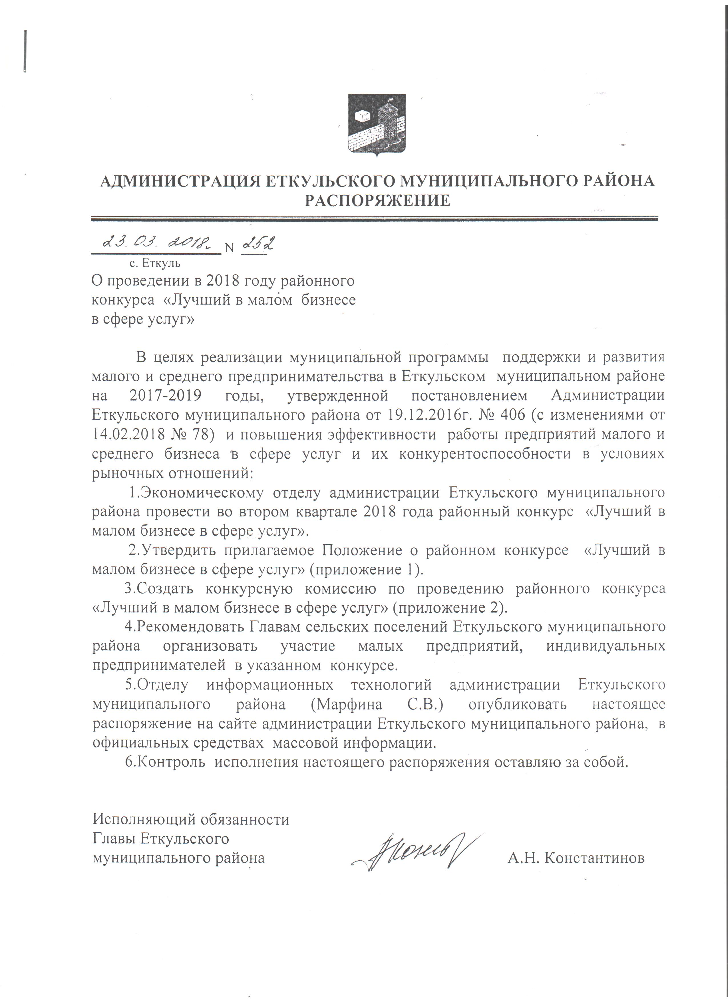 АДМИНИСТРАЦИЯ ЕТКУЛЬСКОГО МУНИЦИПАЛЬНОГО РАЙОНА
РАСПОРЯЖЕНИЕ
23.03.2018г. N 252
с. Еткуль
О проведении в 2018 году районного
конкурса «Лучший в малом бизнесе
в сфере услуг»
В целях реализации муниципальной программы поддержки и развития
малого и среднего предпринимательства в Еткульском муниципальном районе
на 2017-2019 годы, утвержденной постановлением Администрации
Еткульского муниципального района от 19.12.2016г. № 406 (с изменениями от
14.02.2018 № 78) и повышения эффективности работы предприятий малого и
среднего бизнеса в сфере услуг и их конкурентоспособности в условиях
рыночных отношений:
1.Экономическому отделу администрации Еткульского муниципального
района провести во втором квартале 2018 года районный конкурс «Лучший в
малом бизнесе в сфере услуг».
2.Утвердить прилагаемое Положение о районном конкурсе «Лучший в
малом бизнесе в сфере услуг» (приложение 1).
3.Создать конкурсную комиссию по проведению районного конкурса
«Лучший в малом бизнесе в сфере услуг» (приложение 2).
4.Рекомендовать Главам сельских поселений Еткульского муниципального
района организовать участие малых предприятий, индивидуальных
предпринимателей в указанном конкурсе.
5.Отделу информационных технологий администрации Еткульского
муниципального района (Марфина С.В.) опубликовать настоящее
распоряжение на сайте администрации Еткульского муниципального района, в
официальных средствах массовой информации.
6.Контроль исполнения настоящего распоряжения оставляю за собой.
Исполняющий обязанности
Главы Еткульского
муниципального района А.Н. Константинов